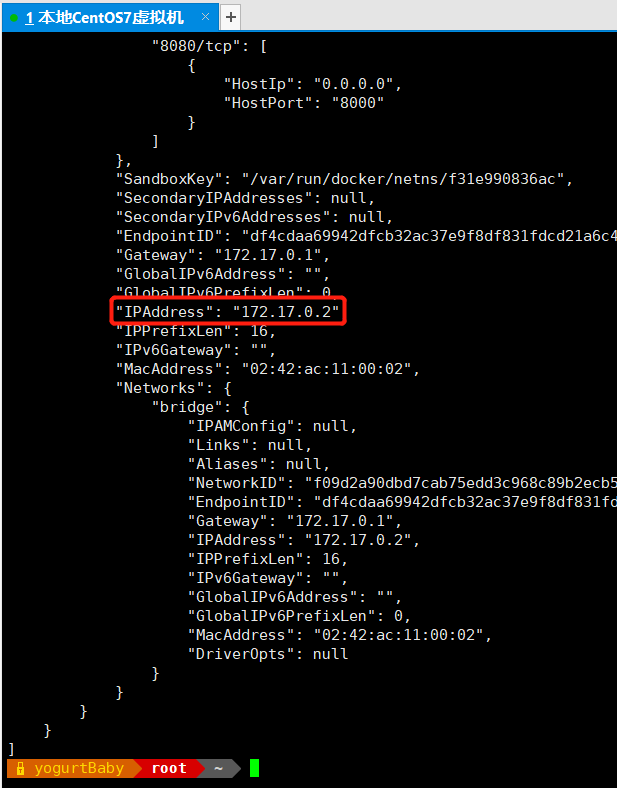 1 本地CentOS7虚拟机 × +
"8080/tcp": [
{
"HostIp": "0.0.0.0",
"HostPort": "8000"
}
]
},
"SandboxKey": "/var/run/docker/netns/f31e990836ac",
"SecondaryIPAddresses": null,
"SecondaryIPv6Addresses": null,
"EndpointID": "df4cdaa69942dfcb32ac37e9f8df831fdcd21a6c4
"Gateway": "172.17.0.1",
"GlobalIPv6Address": "",
"GlobalIPv6PrefixLen": 0,
"IPAddress": "172.17.0.2"
"IPPrefixLen": 16,
"IPv6Gateway": "",
"MacAddress": "02:42:ac:11:00:02",
"Networks": {
"bridge": {
"IPAMConfig": null,
"Links": null,
"Aliases": null,
"NetworkID": "f09d2a90dbd7cab75edd3c968c89b2ecb5
"EndpointID": "df4cdaa69942dfcb32ac37e9f8df831fd
"Gateway": "172.17.0.1",
"IPAddress": "172.17.0.2",
"IPPrefixLen": 16,
"IPv6Gateway": "",
"GlobalIPv6Address": "",
"GlobalIPv6PrefixLen": 0,
"MacAddress": "02:42:ac:11:00:02",
"DriverOpts": null
}
}
}
}
]
yogurtBaby root ~